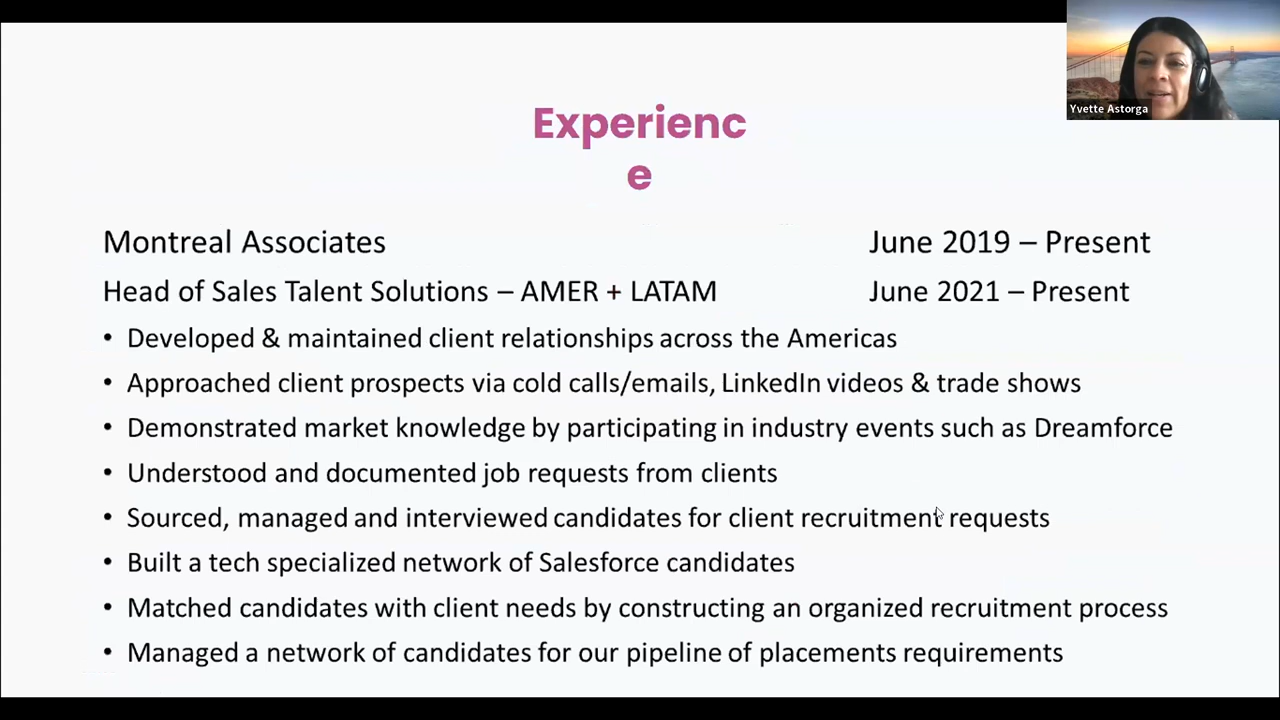 Yvette Astorga
Experienc
e
Montreal Associates June 2019 – Present
Head of Sales Talent Solutions – AMER + LATAM June 2021 – Present
• Developed & maintained client relationships across the Americas
• Approached client prospects via cold calls/emails, LinkedIn videos & trade shows
• Demonstrated market knowledge by participating in industry events such as Dreamforce
• Understood and documented job requests from clients
• Sourced, managed and interviewed candidates for client recruitment requests
• Built a tech specialized network of Salesforce candidates
• Matched candidates with client needs by constructing an organized recruitment process
• Managed a network of candidates for our pipeline of placements requirements